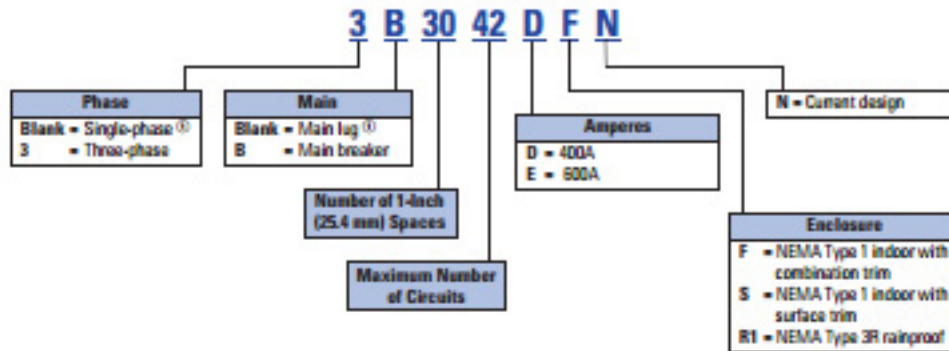 3 B 30 42 D F N
Phase
Blank = Single-phase ①
3 = Three-phase
Main
Blank = Main lug ①
B = Main breaker
Number of 1-Inch
(25.4 mm) Spaces
Maximum Number
of Circuits
Amperes
D = 400A
E = 600A
N = Current design
Enclosure
F = NEMA Type 1 indoor with
combination trim
S = NEMA Type 1 indoor with
surface trim
R1 = NEMA Type 3R rainproof